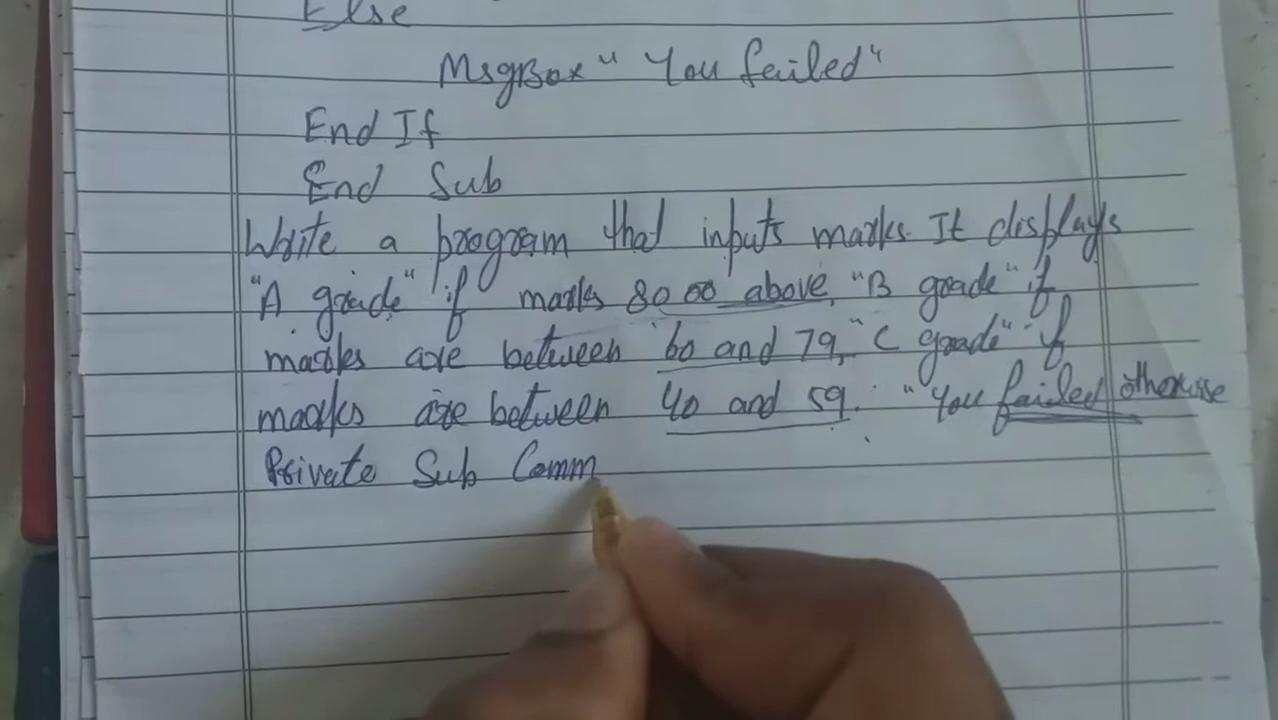 Else
MsgBox "You failed"
End If
End Sub
Write a program that inputs marks. It displays
"A grade" if marks 80 or above, "B grade" if
marks are between 60 and 79, "C grade" if
marks are between 40 and 59. "You failed otherwise
Private Sub Comm